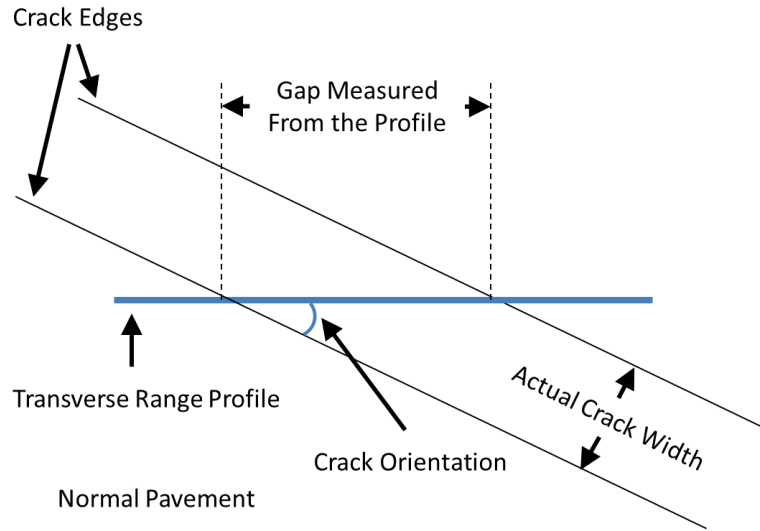 Crack Edges
Gap Measured
From the Profile
Transverse Range Profile
Actual Crack Width
Crack Orientation
Normal Pavement